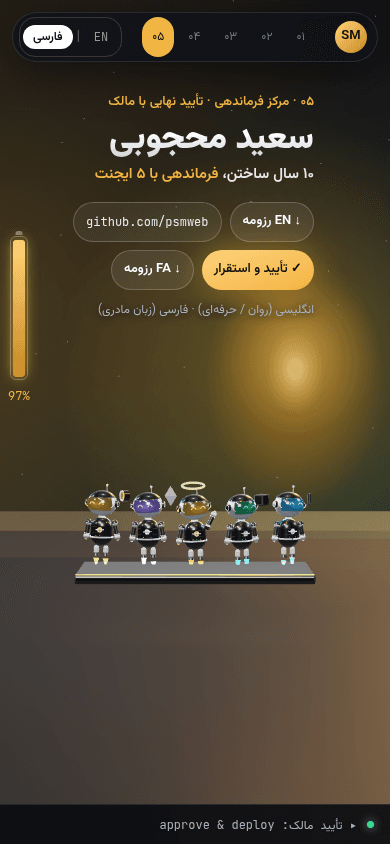 SM ۰۱ ۰۲ ۰۳ ۰۴ ۰۵ EN | فارسی
۰۵ · مرکز فرماندهی · تأیید نهایی با مالک
سعید محجوبی
۱۰ سال ساختن، فرماندهی با ۵ ایجنت
↓ EN رزومه github.com/psmweb
✓ تأیید و استقرار ↓ FA رزومه
انگلیسی (روان / حرفه‌ای) · فارسی (زبان مادری)
97%
▸ تأیید مالک: approve & deploy